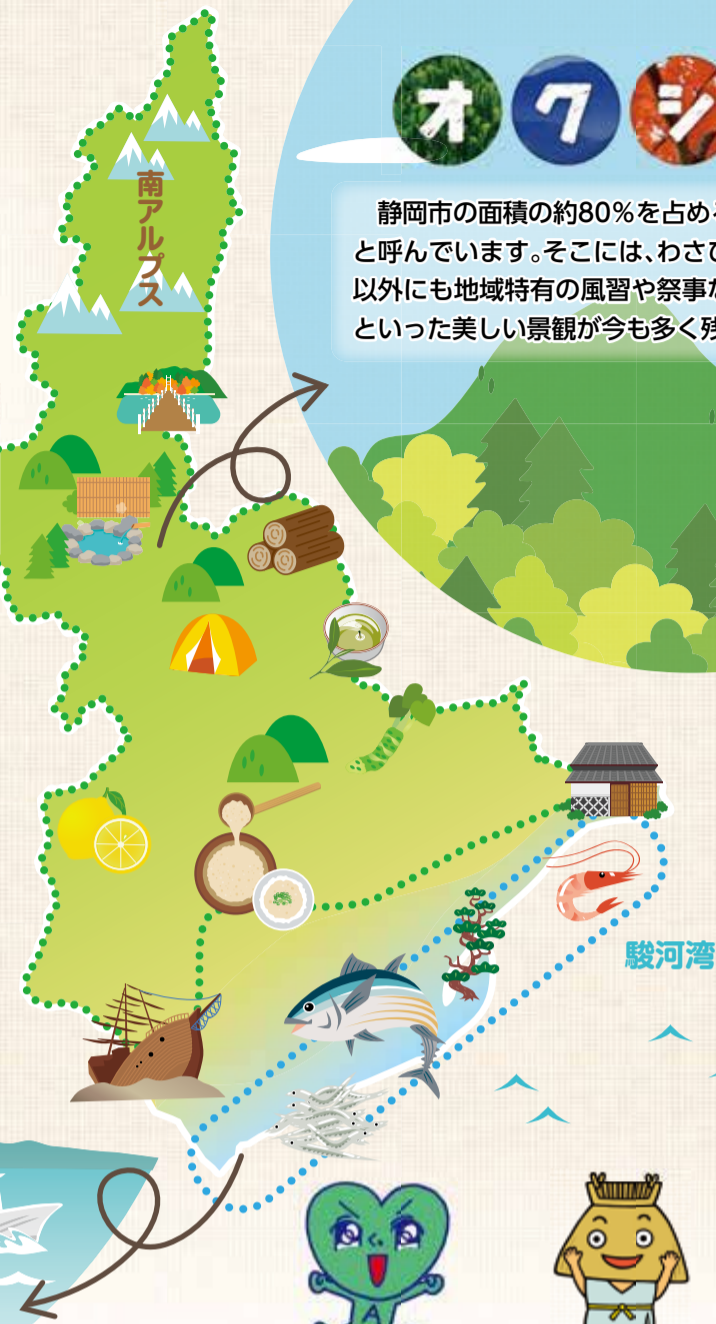 オクシ
静岡市の面積の約80%を占め
と呼んでいます。そこには、わさ
以外にも地域特有の風習や祭事
といった美しい景観が今も多く残
南アルプス
駿河湾
A